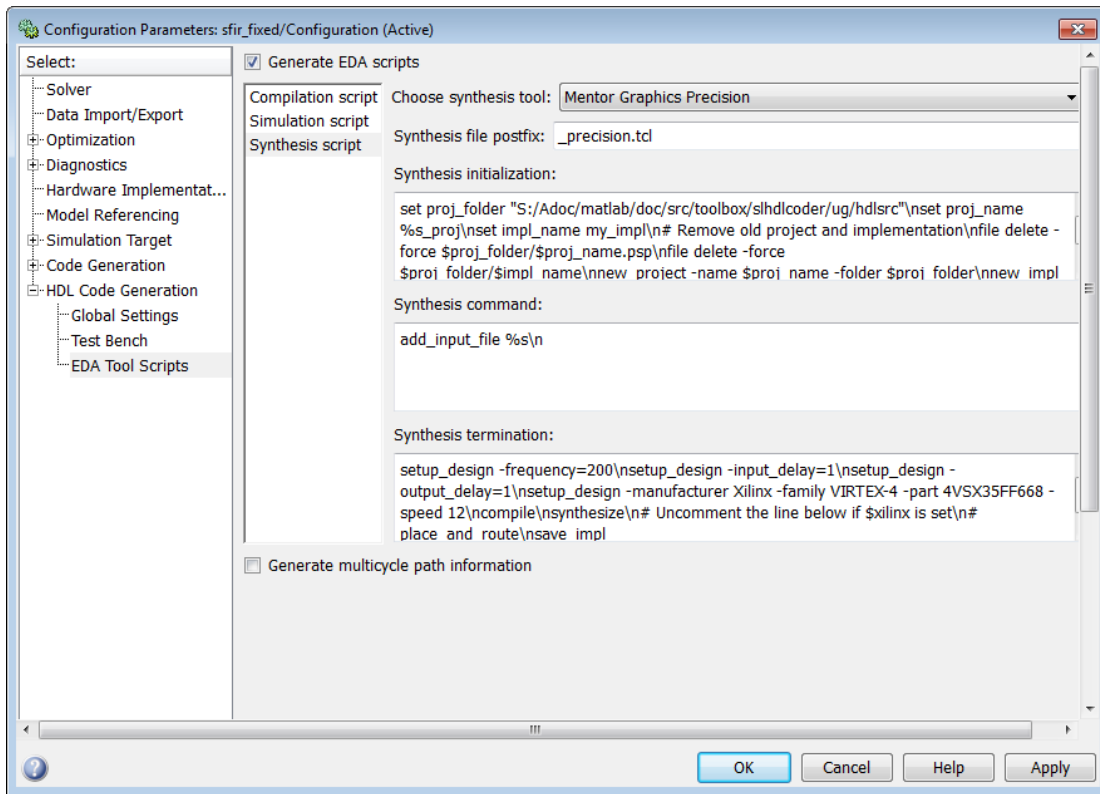 Configuration Parameters: sfir_fixed/Configuration (Active)
Select:
Solver
Data Import/Export
Optimization
Diagnostics
Hardware Implementat...
Model Referencing
Simulation Target
Code Generation
HDL Code Generation
Global Settings
Test Bench
EDA Tool Scripts
Generate EDA scripts
Compilation script
Simulation script
Synthesis script
Choose synthesis tool: Mentor Graphics Precision
Synthesis file postfix: _precision.tcl
Synthesis initialization:
set proj_folder "S:/Adoc/matlab/doc/src/toolbox/slhdlcoder/ug/hdlsrc"\nset proj_name
%s_proj\nset impl_name my_impl\n# Remove old project and implementation\nfile delete -
force $proj_folder/$proj_name.psp\nfile delete -force
$proj_folder/$impl_name\nnew_project -name $proj_name -folder $proj_folder\nnew_impl
Synthesis command:
add_input_file %s\n
Synthesis termination:
setup_design -frequency=200\nsetup_design -input_delay=1\nsetup_design -
output_delay=1\nsetup_design -manufacturer Xilinx -family VIRTEX-4 -part 4VSX35FF668 -
speed 12\ncompile\nsynthesize\n# Uncomment the line below if $xilinx is set\n#
place_and_route\nsave_impl
Generate multicycle path information
OK
Cancel
Help
Apply